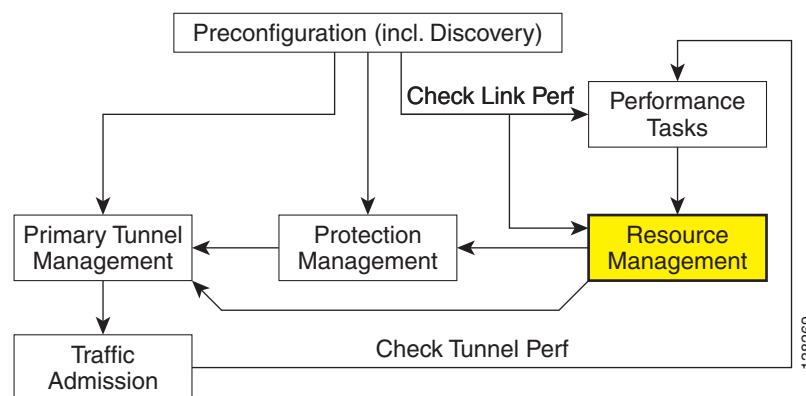 Preconfiguration (incl. Discovery)
Check Link Perf
Performance
Tasks
Primary Tunnel
Management
Protection
Management
Resource
Management
Traffic
Admission
Check Tunnel Perf